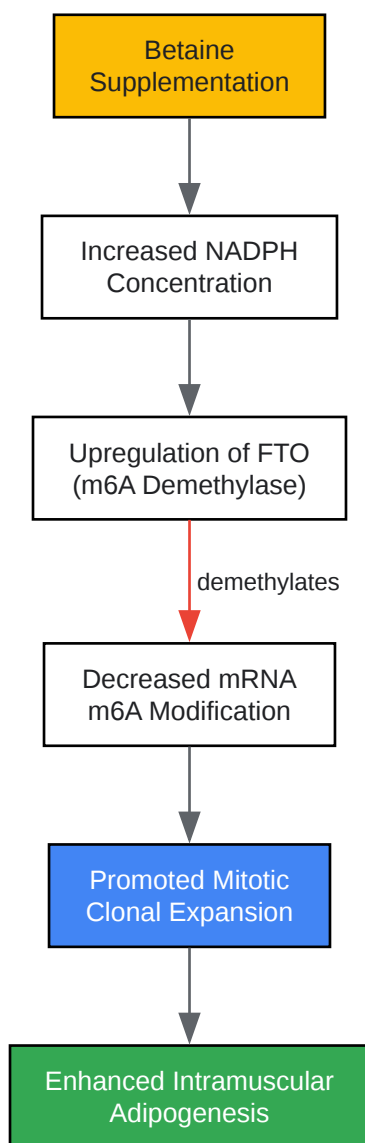 Betaine
Supplementation
Increased NADPH
Concentration
Upregulation of FTO
(m6A Demethylase)
demethylates
Decreased mRNA
m6A Modification
Promoted Mitotic
Clonal Expansion
Enhanced Intramuscular
Adipogenesis